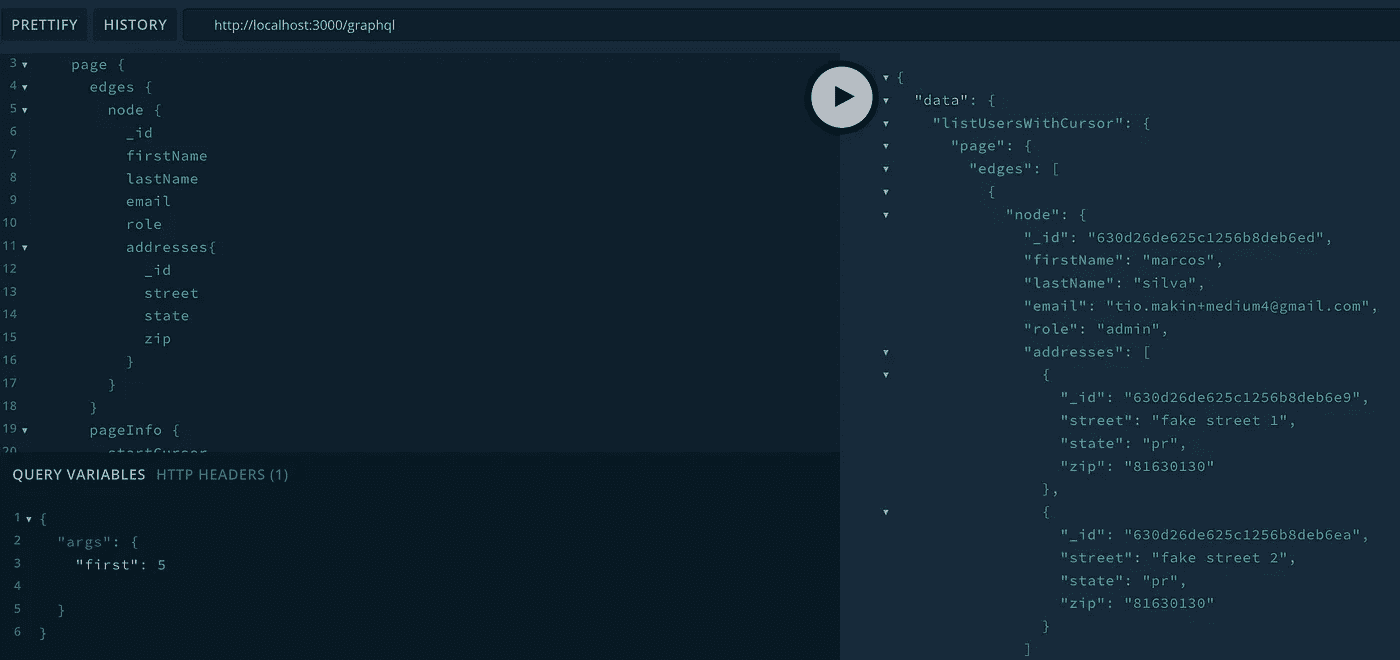 PRETTIFY HISTORY http://localhost:3000/graphql
3 page {
4 edges {
5 node {
6 _id
7 firstName
8 lastName
9 email
10 role
11 addresses{
12 _id
13 street
14 state
15 zip
16 }
17 }
18 }
19 pageInfo {
20 startCursor
QUERY VARIABLES HTTP HEADERS (1)
1 {
2 "args": {
3 "first": 5
4
5 }
6 }
{
"data": {
"listUsersWithCursor": {
"page": {
"edges": [
{
"node": {
"_id": "630d26de625c1256b8deb6ed",
"firstName": "marcos",
"lastName": "silva",
"email": "tio.makin+medium4@gmail.com",
"role": "admin",
"addresses": [
{
"_id": "630d26de625c1256b8deb6e9",
"street": "fake street 1",
"state": "pr",
"zip": "81630130"
},
{
"_id": "630d26de625c1256b8deb6ea",
"street": "fake street 2",
"state": "pr",
"zip": "81630130"
}
]